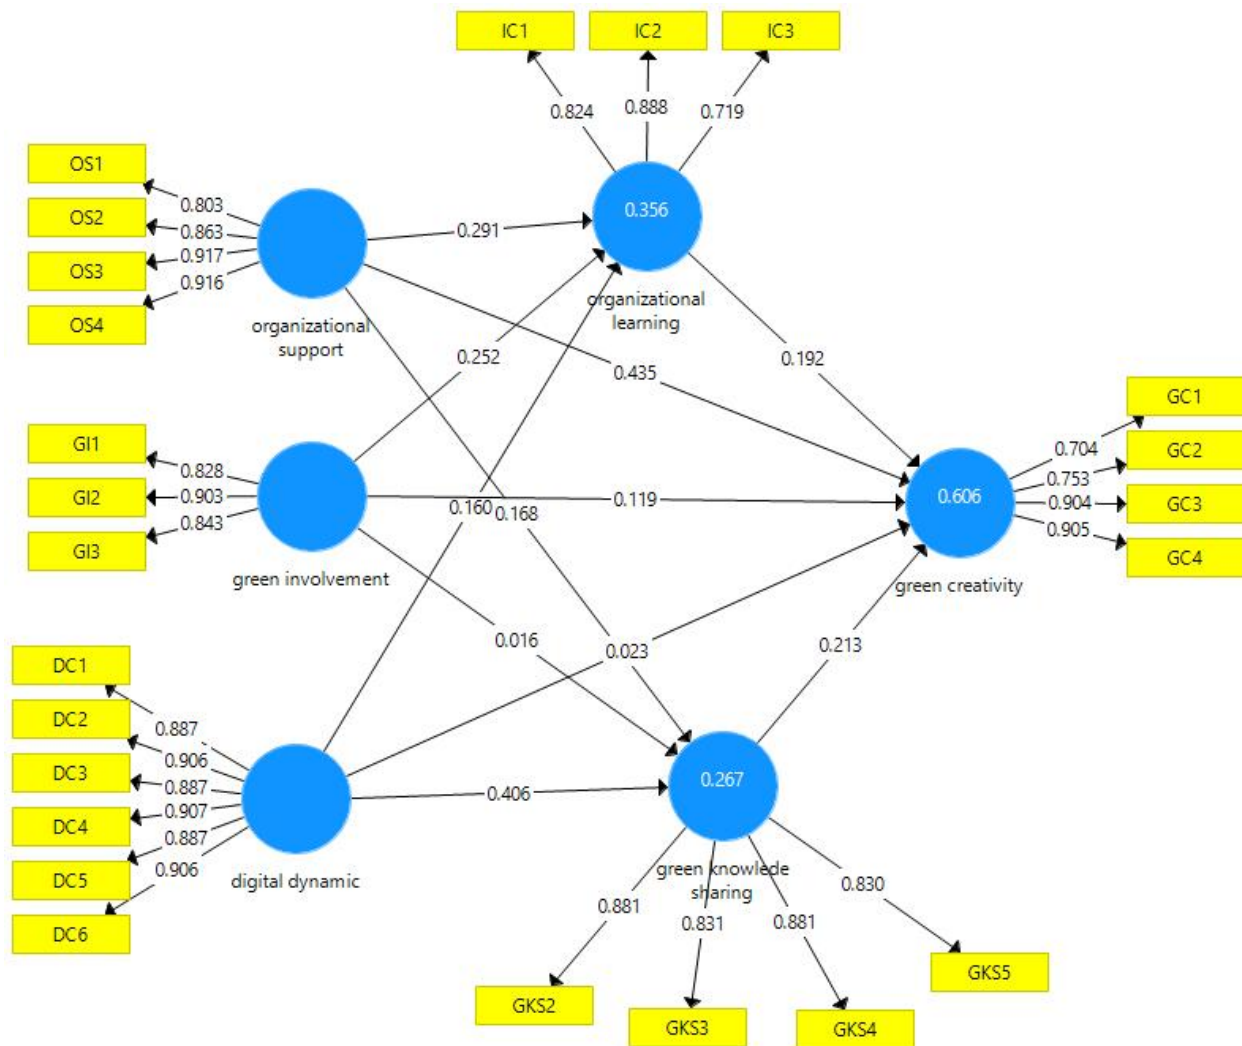 IC1
IC2
IC3
0.824
0.888
0.719
OS1
OS2
OS3
OS4
0.803
0.863
0.917
0.916
organizational
support
0.356
organizational
learning
0.291
0.252
0.435
0.192
GI1
GI2
GI3
0.828
0.903
0.843
green involvement
0.160
0.168
0.119
0.606
green creativity
GC1
GC2
GC3
GC4
0.704
0.753
0.904
0.905
0.016
0.023
0.213
DC1
DC2
DC3
DC4
DC5
DC6
0.887
0.906
0.887
0.907
0.887
0.906
digital dynamic
0.406
0.267
green knowlede
sharing
0.881
0.831
0.881
0.830
GKS2
GKS3
GKS4
GKS5